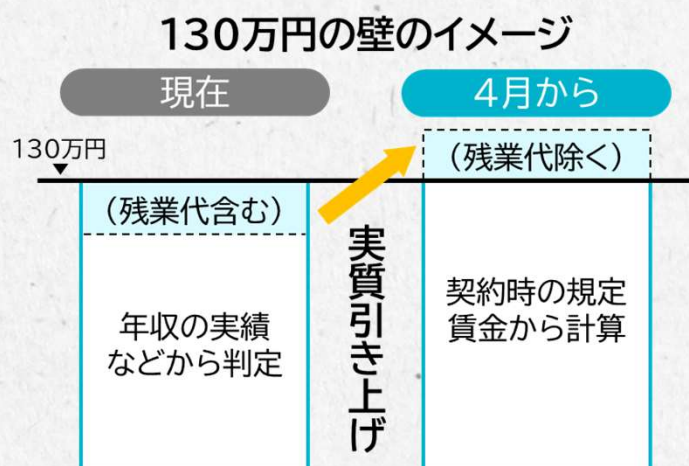 130万円の壁のイメージ
現在
4月から
130万円
(残業代含む)
年収の実績
などから判定
実質引き上げ
(残業代除く)
契約時の規定
賃金から計算